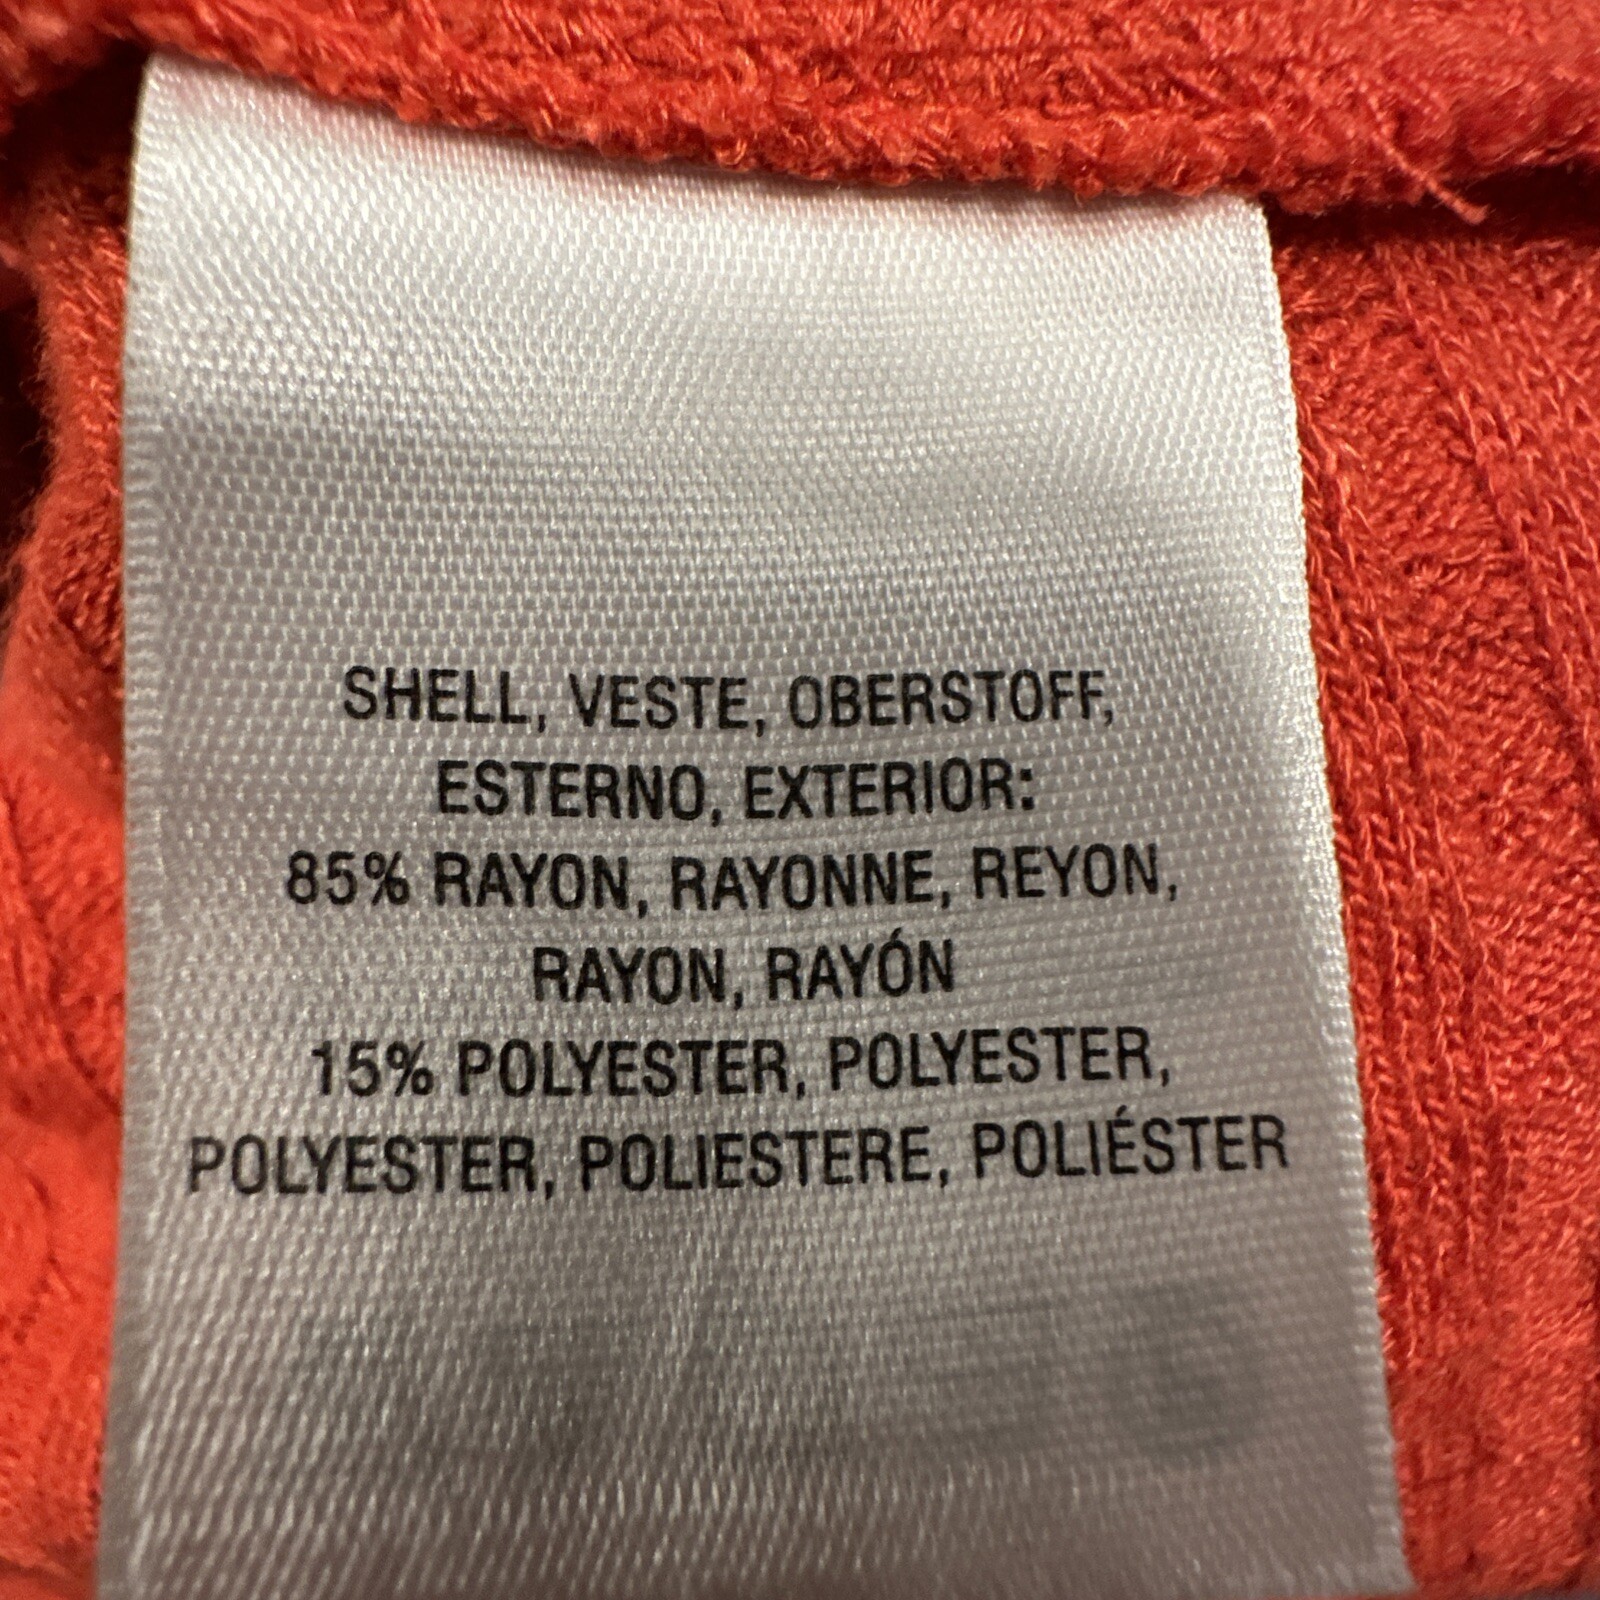 SHELL, VESTE, OBERSTOFF,
ESTERNO, EXTERIOR:
85% RAYON, RAYONNE, REYON,
RAYON, RAYÓN
15% POLYESTER, POLYESTER,
POLYESTER, POLIESTERE, POLIÉSTER